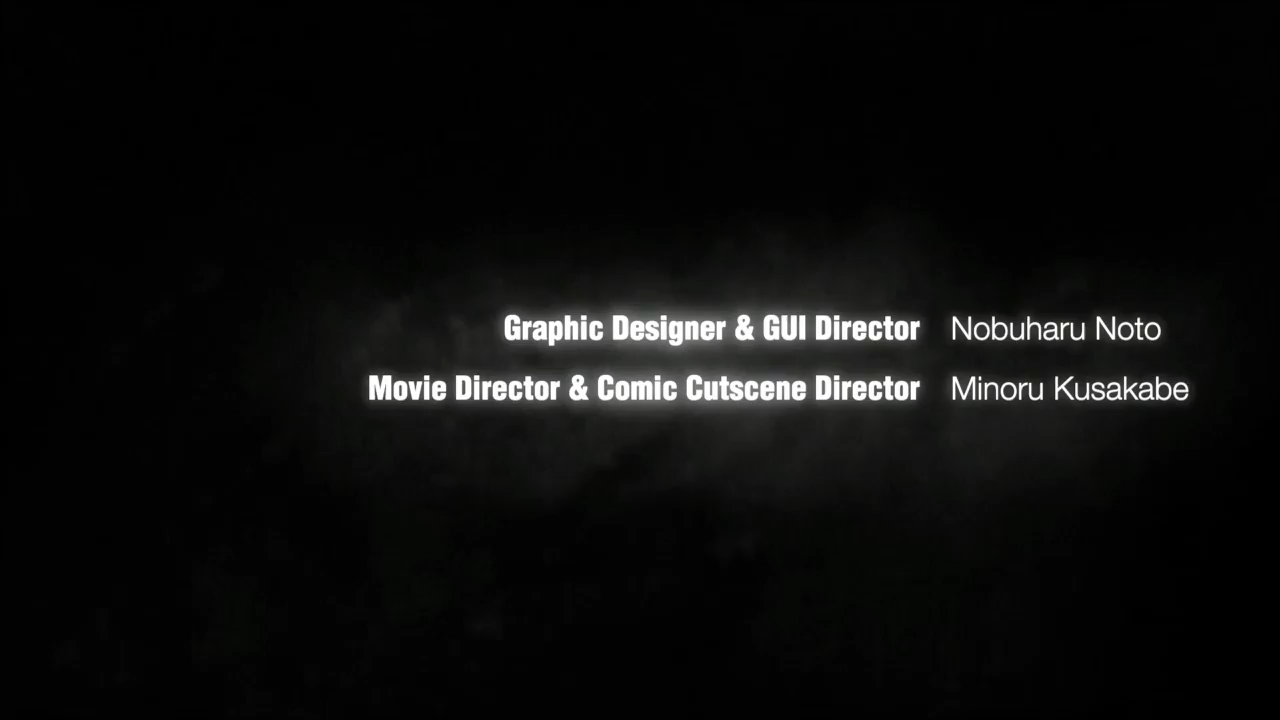 Graphic Designer & GUI Director Nobuharu Noto
Movie Director & Comic Cutscene Director Minoru Kusakabe